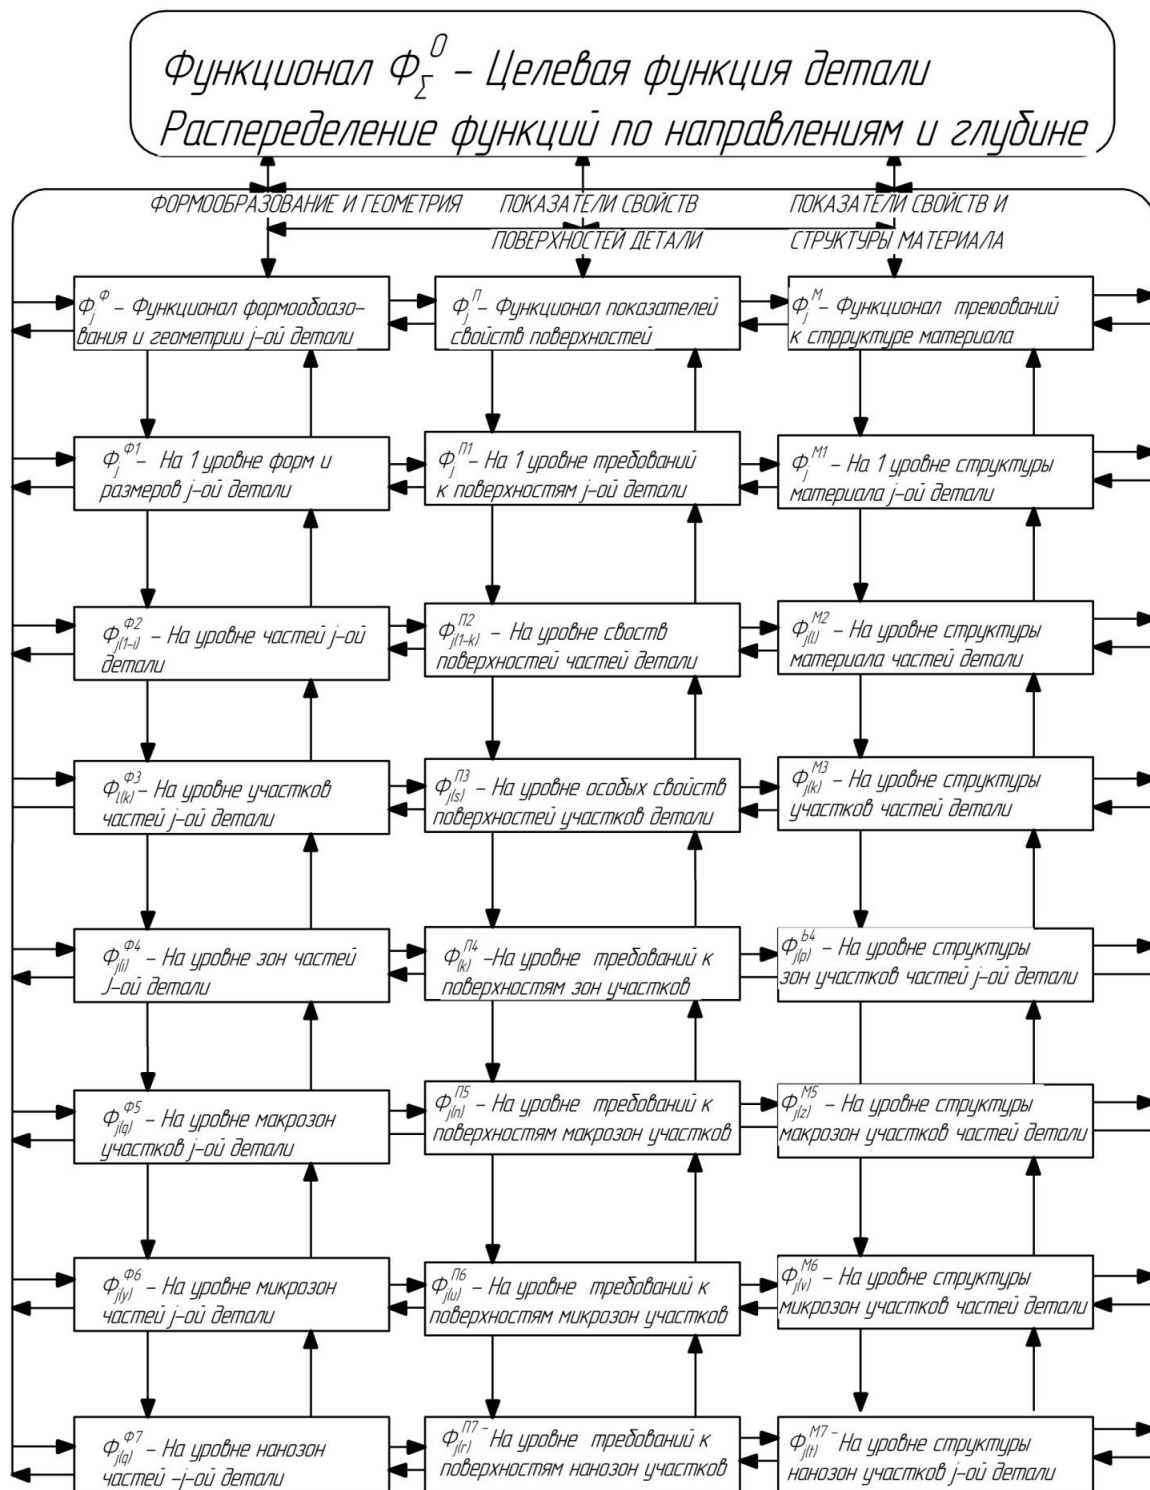 Функционал Φ_Σ^0 – Целевая функция детали
Распеределение функций по направлениям и глубине
ФОРМООБРАЗОВАНИЕ И ГЕОМЕТРИЯ
ПОКАЗАТЕЛИ СВОЙСТВ
ПОВЕРХНОСТЕЙ ДЕТАЛИ
ПОКАЗАТЕЛИ СВОЙСТВ И
СТРУКТУРЫ МАТЕРИАЛА
Φ_j^Ф – Функционал формообоазо–
вания и геометрии j–ой детали
Φ_j^П – Функционал показателей
свойств поверхностей
Φ_j^М – Функционал треюований
к стрруктуре материала
Φ_j^Ф1 – На 1 уровне форм и
размеров j–ой детали
Φ_j^П1 – На 1 уровне требований
к поверхностям j–ой детали
Φ_j^М1 – На 1 уровне структуры
материала j–ой детали
Φ_j(1–i)^Ф2 – На уровне частей j–ой
детали
Φ_j(1–k)^П2 – На уровне своств
поверхностей частей детали
Φ_j(l)^М2 – На уровне структуры
материала частей детали
Φ_l(k)^Ф3 – На уровне участков
частей j–ой детали
Φ_j(s)^П3 – На уровне особых свойств
поверхностей участков детали
Φ_j(k)^М3 – На уровне структуры
участков частей детали
Φ_j(i)^Ф4 – На уровне зон частей
J–ой детали
Φ_(k)^П4 –На уровне требований к
поверхностям зон участков
Φ_j(p)^Ь4 – На уровне структуры
зон участков частей j–ой детали
Φ_j(q)^Ф5 – На уровне макрозон
участков j–ой детали
Φ_j(n)^П5 – На уровне требований к
поверхностям макрозон участков
Φ_j(z)^М5 – На уровне структуры
макрозон участков частей детали
Φ_j(y)^Ф6 – На уровне микрозон
частей j–ой детали
Φ_j(u)^П6 – На уровне требований к
поверхностям микрозон участков
Φ_j(v)^М6 – На уровне структуры
микрозон участков частей детали
Φ_j(q)^Ф7 – На уровне нанозон
частей –j–ой детали
Φ_j(r)^П7 – На уровне требований к
поверхностям нанозон участков
Φ_j(t)^М7 – На уровне структуры
нанозон участков j–ой детали